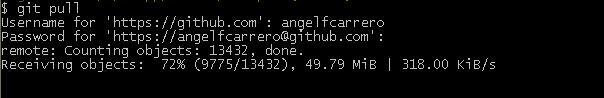 $ git pull
Username for 'https://github.com': angelfcarrero
Password for 'https://angelfcarrero@github.com':
remote: Counting objects: 13432, done.
Receiving objects:  72% (9775/13432), 49.79 MiB | 318.00 KiB/s